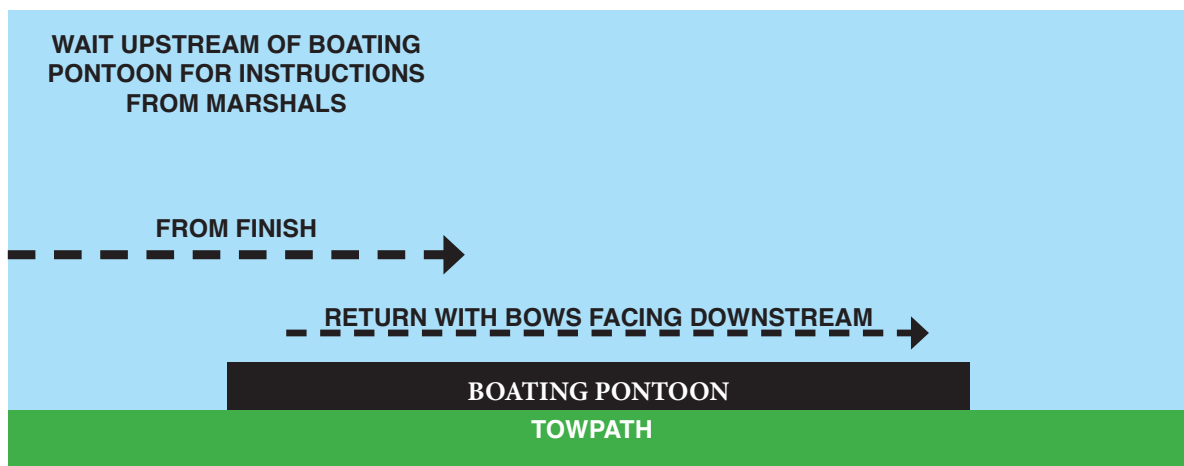 WAIT UPSTREAM OF BOATING
PONTOON FOR INSTRUCTIONS
FROM MARSHALS
FROM FINISH
RETURN WITH BOWS FACING DOWNSTREAM
BOATING PONTOON
TOWPATH